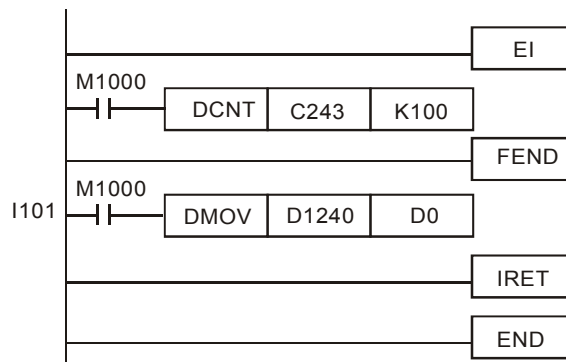 EI
M1000
DCNT C243 K100
FEND
M1000
I101 DMOV D1240 D0
IRET
END